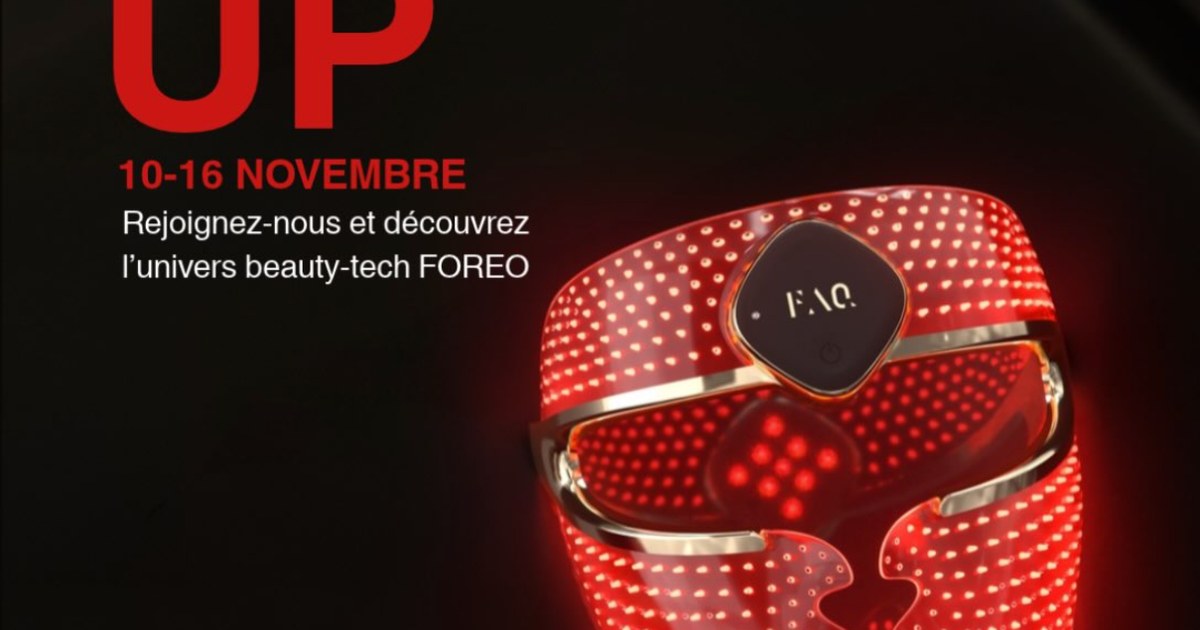 UP
10-16 NOVEMBRE
Rejoignez-nous et découvrez
l'univers beauty-tech FOREO
FAQ